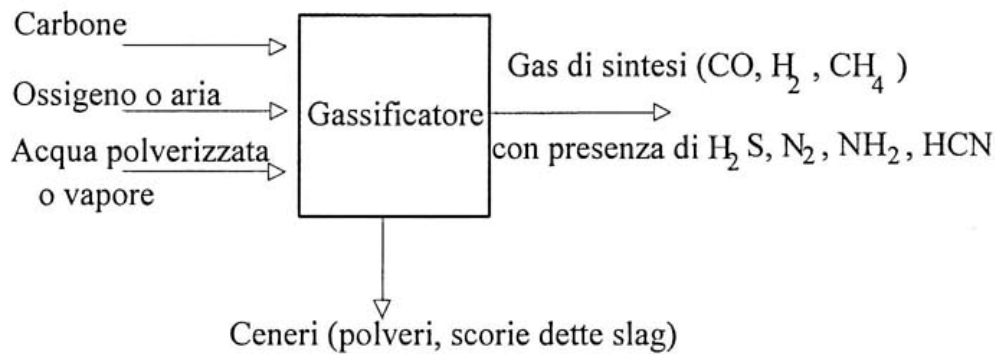 Carbone
Ossigeno o aria
Acqua polverizzata
o vapore
Gassificatore
Gas di sintesi (CO, H₂, CH₄)
con presenza di H₂S, N₂, NH₂, HCN
Ceneri (polveri, scorie dette slag)